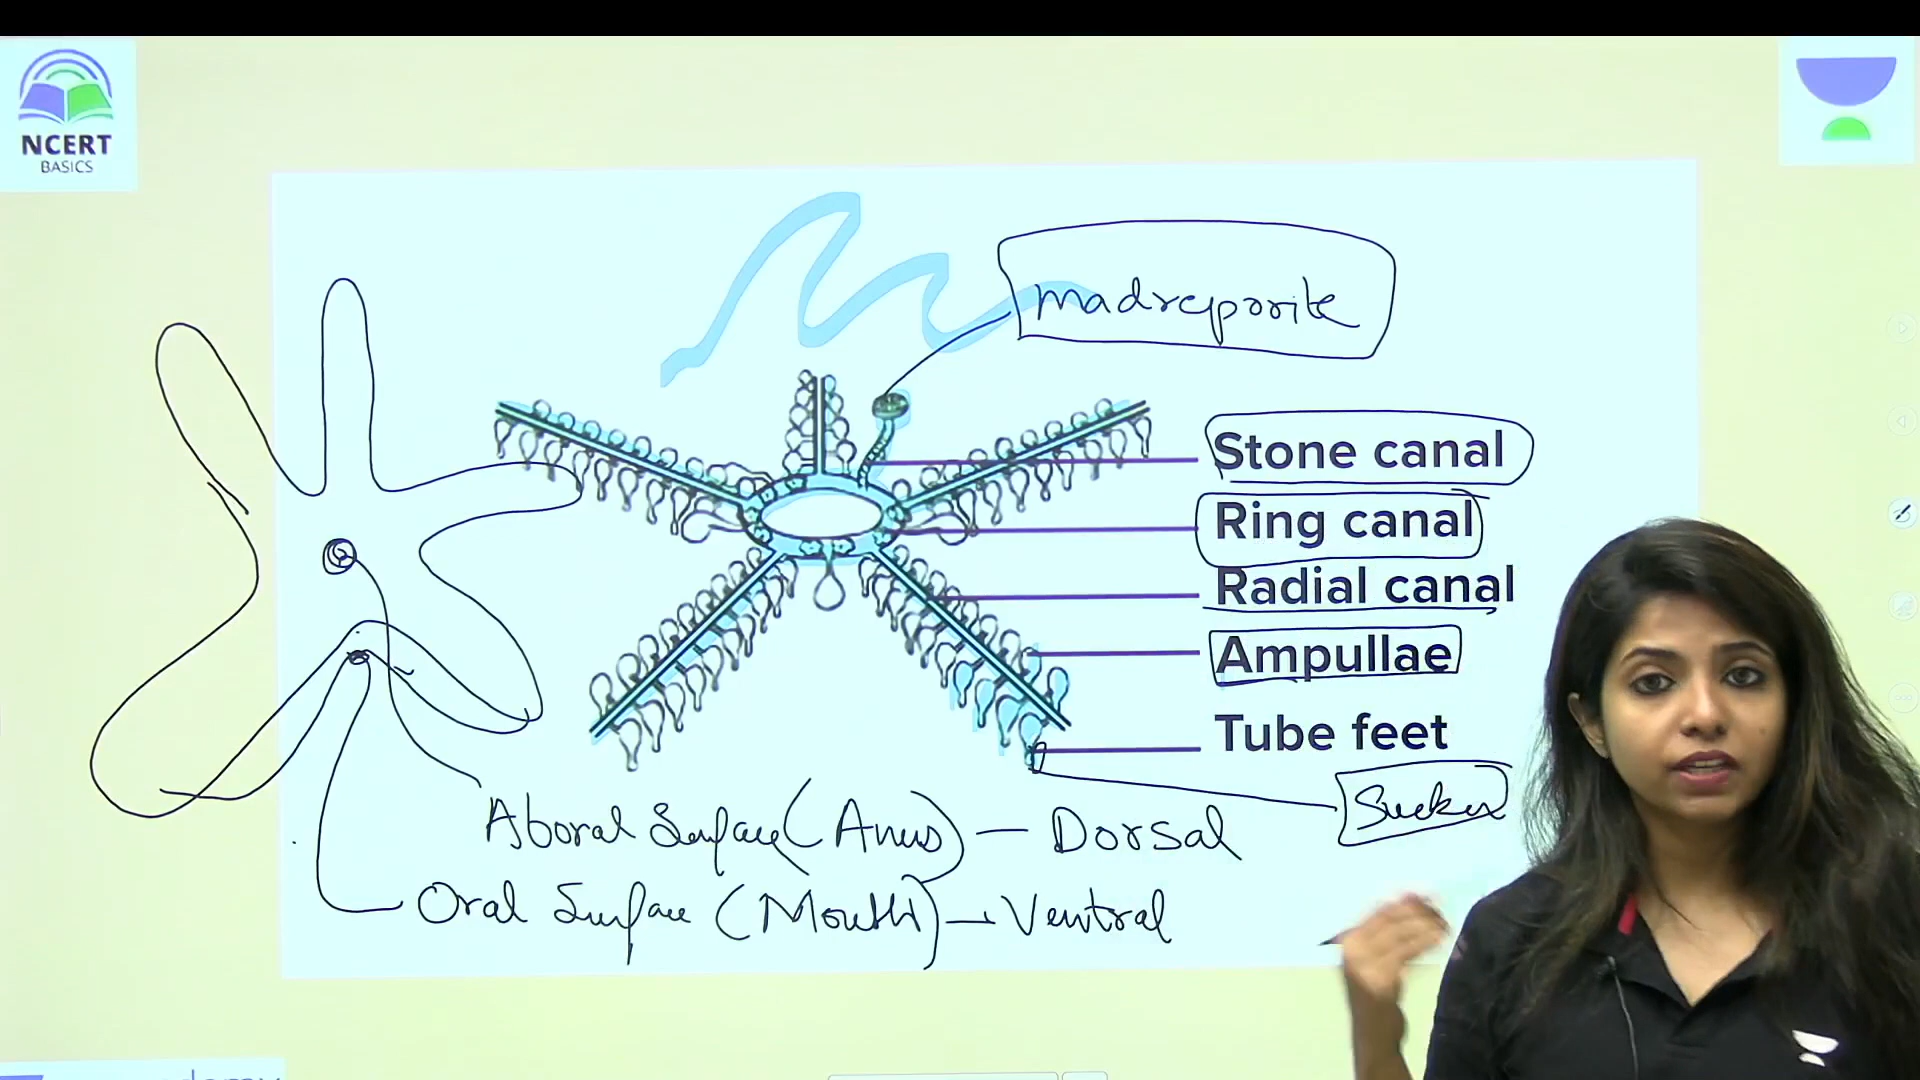 NCERT
BASICS
madreporite
Stone canal
Ring canal
Radial canal
Ampullae
Tube feet
Sucker
Aboral Surface (Anus) — Dorsal
Oral Surface (Mouth) — Ventral